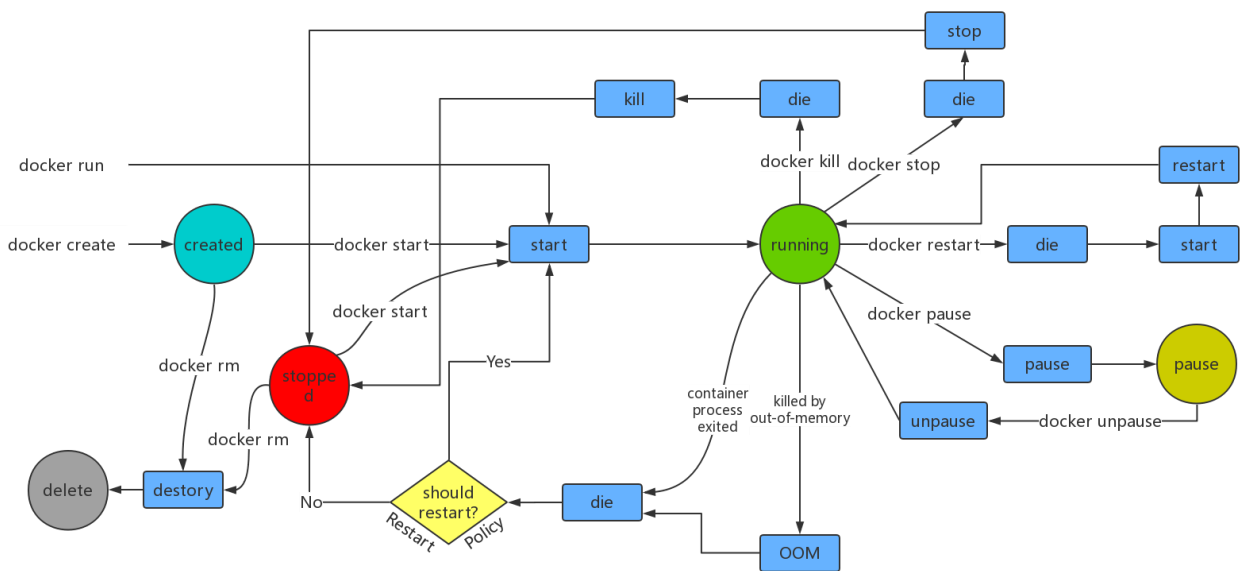 stop
kill
die
die
docker run
docker kill
docker stop
restart
docker create
created
docker start
start
running
docker restart
die
start
docker start
docker pause
docker rm
stoppe
d
Yes
pause
pause
container
process
exited
killed by
out-of-memory
unpause
docker unpause
docker rm
delete
destory
No
should
restart?
Restart
Policy
die
OOM